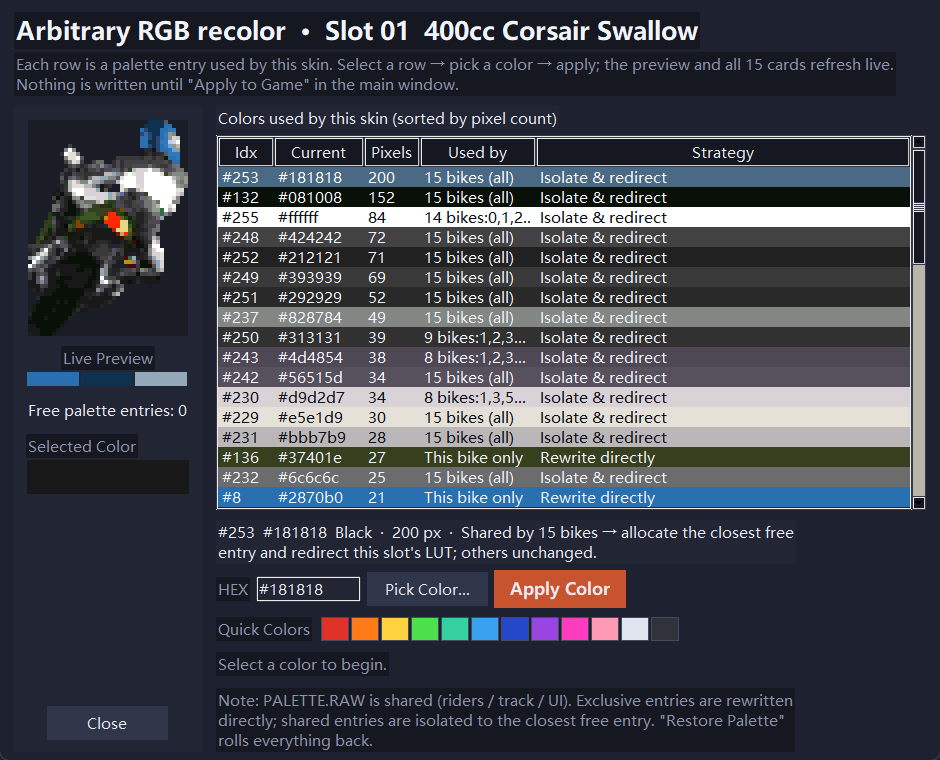 Arbitrary RGB recolor • Slot 01 400cc Corsair Swallow
Each row is a palette entry used by this skin. Select a row → pick a color → apply; the preview and all 15 cards refresh live.
Nothing is written until "Apply to Game" in the main window.
Colors used by this skin (sorted by pixel count)
Idx Current Pixels Used by Strategy
#253 #181818 200 15 bikes (all) Isolate & redirect
#132 #081008 152 15 bikes (all) Isolate & redirect
#255 #ffffff 84 14 bikes:0,1,2.. Isolate & redirect
#248 #424242 72 15 bikes (all) Isolate & redirect
#252 #212121 71 15 bikes (all) Isolate & redirect
#249 #393939 69 15 bikes (all) Isolate & redirect
#251 #292929 52 15 bikes (all) Isolate & redirect
#237 #828784 49 15 bikes (all) Isolate & redirect
#250 #313131 39 9 bikes:1,2,3... Isolate & redirect
#243 #4d4854 38 8 bikes:1,2,3... Isolate & redirect
#242 #56515d 34 15 bikes (all) Isolate & redirect
#230 #d9d2d7 34 8 bikes:1,3,5... Isolate & redirect
#229 #e5e1d9 30 15 bikes (all) Isolate & redirect
#231 #bbb7b9 28 15 bikes (all) Isolate & redirect
#136 #37401e 27 This bike only Rewrite directly
#232 #6c6c6c 25 15 bikes (all) Isolate & redirect
#8 #2870b0 21 This bike only Rewrite directly
Live Preview
Free palette entries: 0
Selected Color
#253 #181818 Black · 200 px · Shared by 15 bikes → allocate the closest free
entry and redirect this slot's LUT; others unchanged.
HEX #181818 Pick Color... Apply Color
Quick Colors
Select a color to begin.
Note: PALETTE.RAW is shared (riders / track / UI). Exclusive entries are rewritten
directly; shared entries are isolated to the closest free entry. "Restore Palette"
rolls everything back.
Close